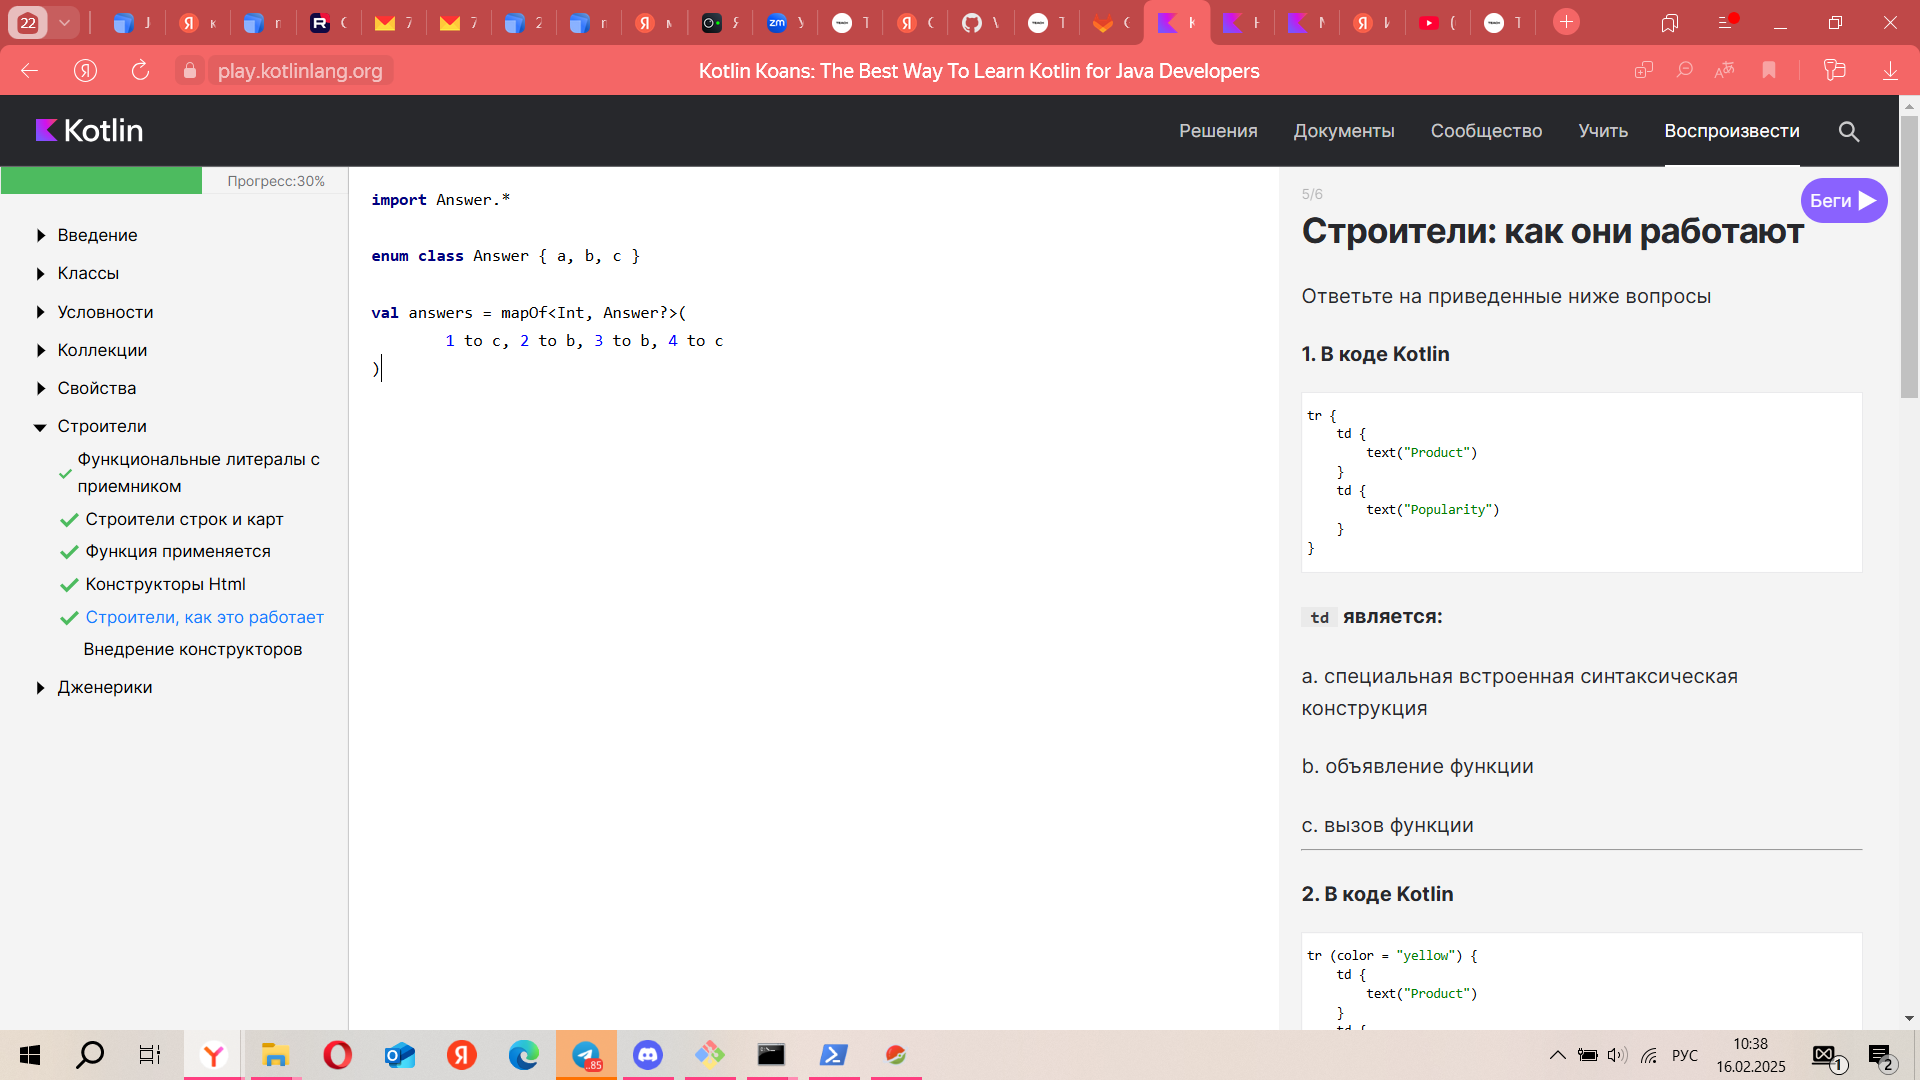 22
play.kotlinlang.org
Kotlin Koans: The Best Way To Learn Kotlin for Java Developers
Kotlin
Решения
Документы
Сообщество
Учить
Воспроизвести
Прогресс:30%
Введение
Классы
Условности
Коллекции
Свойства
Строители
Функциональные литералы с
приемником
Строители строк и карт
Функция применяется
Конструкторы Html
Строители, как это работает
Внедрение конструкторов
Дженерики
import Answer.*
enum class Answer { a, b, c }
val answers = mapOf<Int, Answer?>(
1 to c, 2 to b, 3 to b, 4 to c
)
5/6
Беги
Строители: как они работают
Ответьте на приведенные ниже вопросы
1. В коде Kotlin
tr {
td {
text("Product")
}
td {
text("Popularity")
}
}
td является:
a. специальная встроенная синтаксическая
конструкция
b. объявление функции
c. вызов функции
2. В коде Kotlin
tr (color = "yellow") {
td {
text("Product")
}
td {
РУС
10:38
16.02.2025
1
2